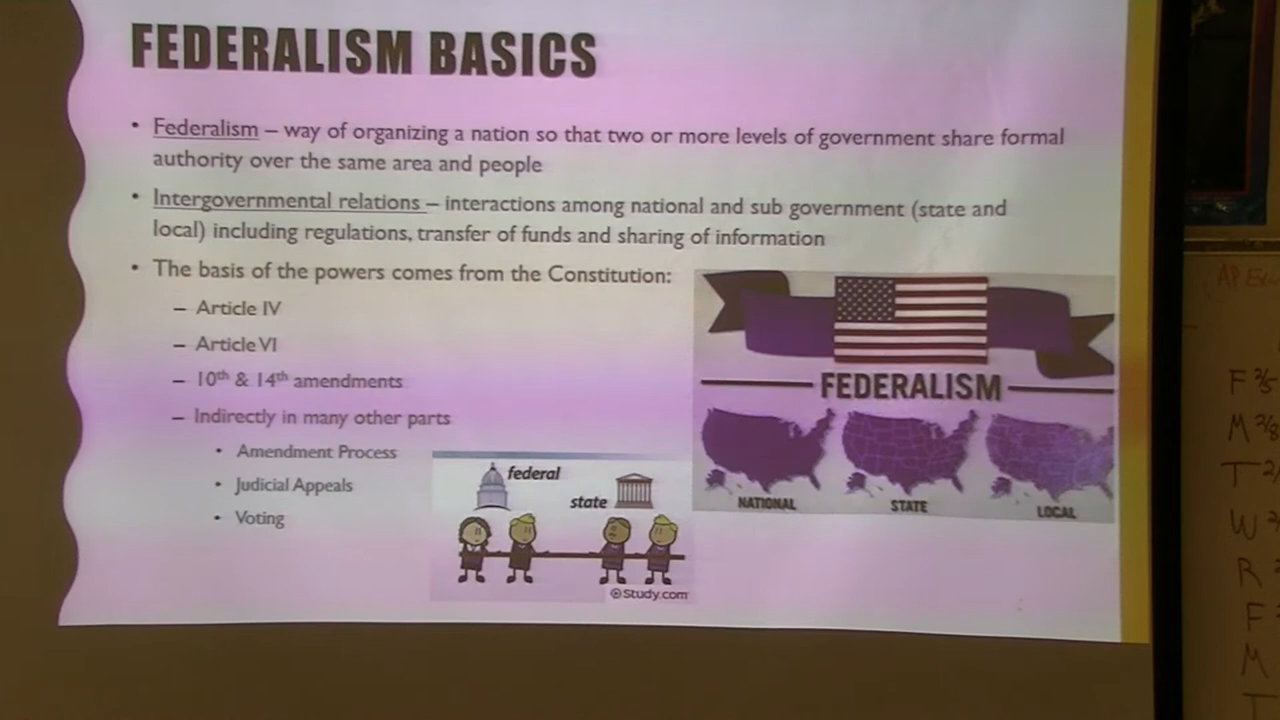 FEDERALISM BASICS
• Federalism – way of organizing a nation so that two or more levels of government share formal
authority over the same area and people
• Intergovernmental relations – interactions among national and sub government (state and
local) including regulations, transfer of funds and sharing of information
• The basis of the powers comes from the Constitution:
– Article IV
– Article VI
– 10th & 14th amendments
– Indirectly in many other parts
• Amendment Process
• Judicial Appeals
• Voting
federal
state
©Study.com
FEDERALISM
NATIONAL
STATE
LOCAL
AP
F
M
T
W
R
F
M
T